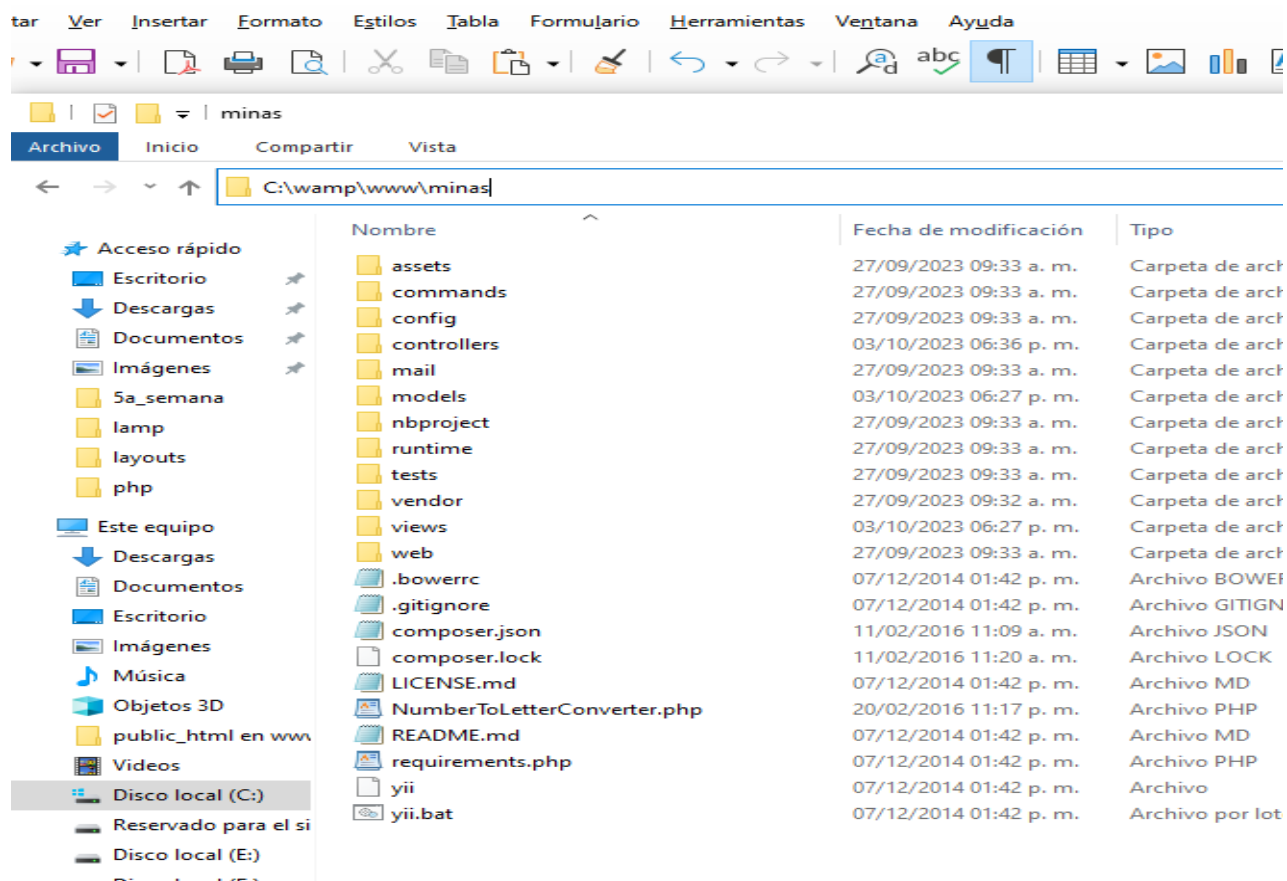 tar Ver Insertar Formato Estilos Tabla Formulario Herramientas Ventana Ayuda
abc
minas
Archivo Inicio Compartir Vista
C:\wamp\www\minas
Nombre Fecha de modificación Tipo
Acceso rápido
Escritorio
Descargas
Documentos
Imágenes
5a_semana
lamp
layouts
php
Este equipo
Descargas
Documentos
Escritorio
Imágenes
Música
Objetos 3D
public_html en www
Videos
Disco local (C:)
Reservado para el si
Disco local (E:)
assets 27/09/2023 09:33 a. m. Carpeta de arch
commands 27/09/2023 09:33 a. m. Carpeta de arch
config 27/09/2023 09:33 a. m. Carpeta de arch
controllers 03/10/2023 06:36 p. m. Carpeta de arch
mail 27/09/2023 09:33 a. m. Carpeta de arch
models 03/10/2023 06:27 p. m. Carpeta de arch
nbproject 27/09/2023 09:33 a. m. Carpeta de arch
runtime 27/09/2023 09:33 a. m. Carpeta de arch
tests 27/09/2023 09:33 a. m. Carpeta de arch
vendor 27/09/2023 09:32 a. m. Carpeta de arch
views 03/10/2023 06:27 p. m. Carpeta de arch
web 27/09/2023 09:33 a. m. Carpeta de arch
.bowerrc 07/12/2014 01:42 p. m. Archivo BOWER
.gitignore 07/12/2014 01:42 p. m. Archivo GITIGN
composer.json 11/02/2016 11:09 a. m. Archivo JSON
composer.lock 11/02/2016 11:20 a. m. Archivo LOCK
LICENSE.md 07/12/2014 01:42 p. m. Archivo MD
NumberToLetterConverter.php 20/02/2016 11:17 p. m. Archivo PHP
README.md 07/12/2014 01:42 p. m. Archivo MD
requirements.php 07/12/2014 01:42 p. m. Archivo PHP
yii 07/12/2014 01:42 p. m. Archivo
yii.bat 07/12/2014 01:42 p. m. Archivo por lot